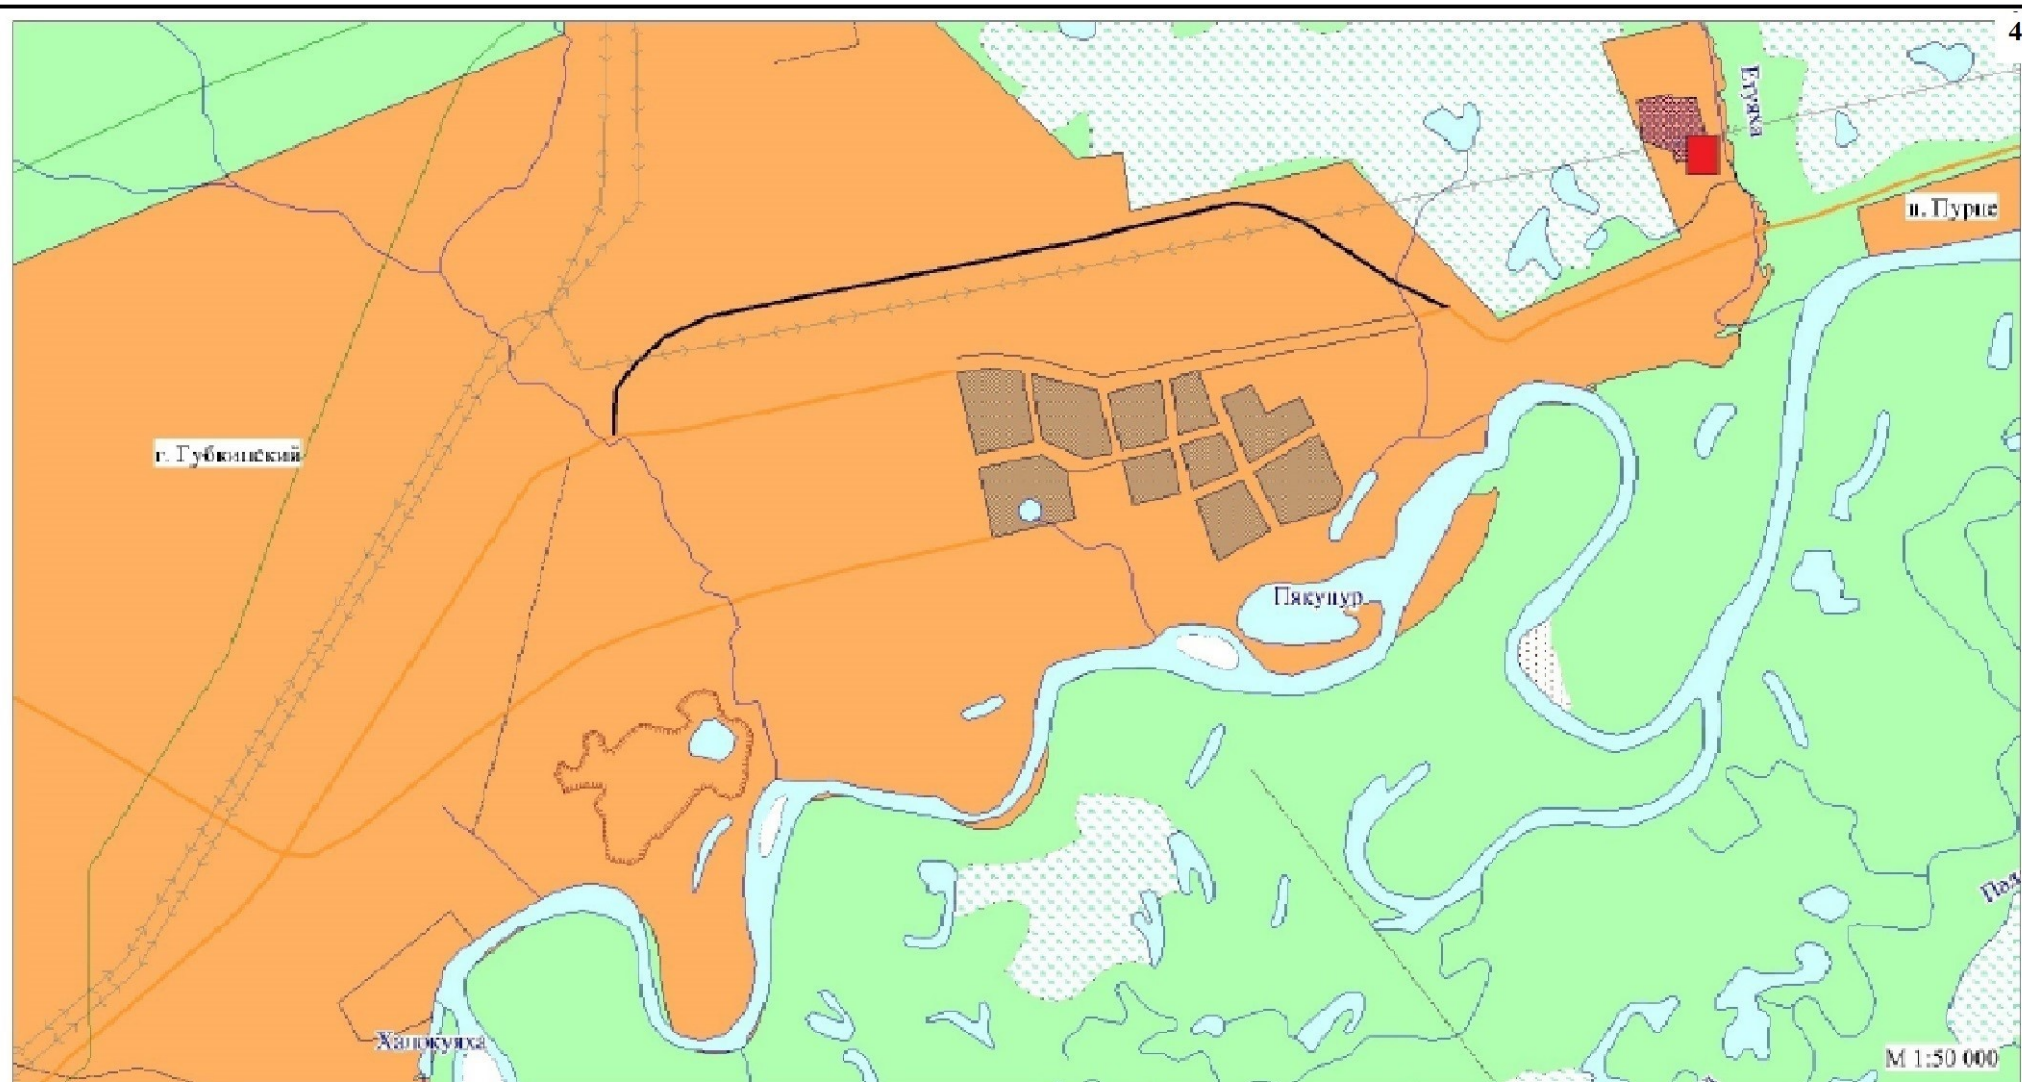 4
Етуяха
п. Пурпе
г. Губкинский
Пякупур
Халокуяха
М 1:50 000